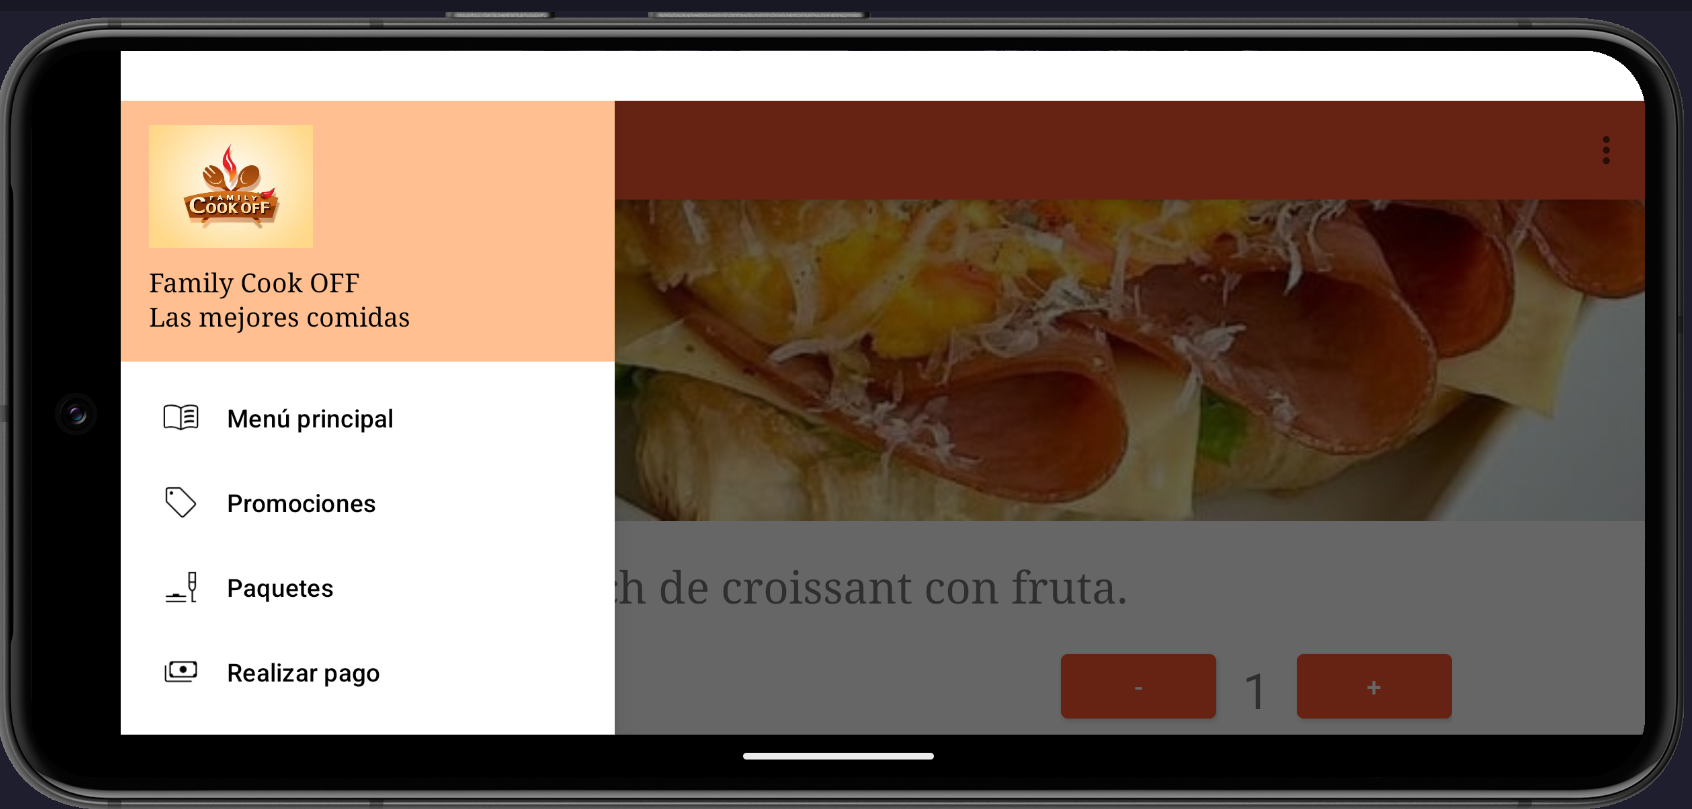 FAMILY
COOK OFF
Family Cook OFF
Las mejores comidas
Menú principal
Promociones
Paquetes
Realizar pago
ch de croissant con fruta.
- 1 +